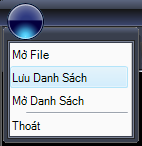 Mở File
Lưu Danh Sách
Mở Danh Sách
Thoát